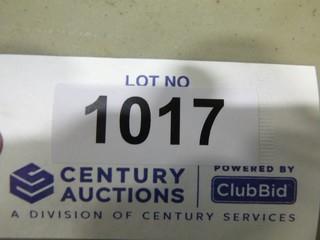 LOT NO
1017
CENTURY AUCTIONS
POWERED BY
ClubBid
A DIVISION OF CENTURY SERVICES